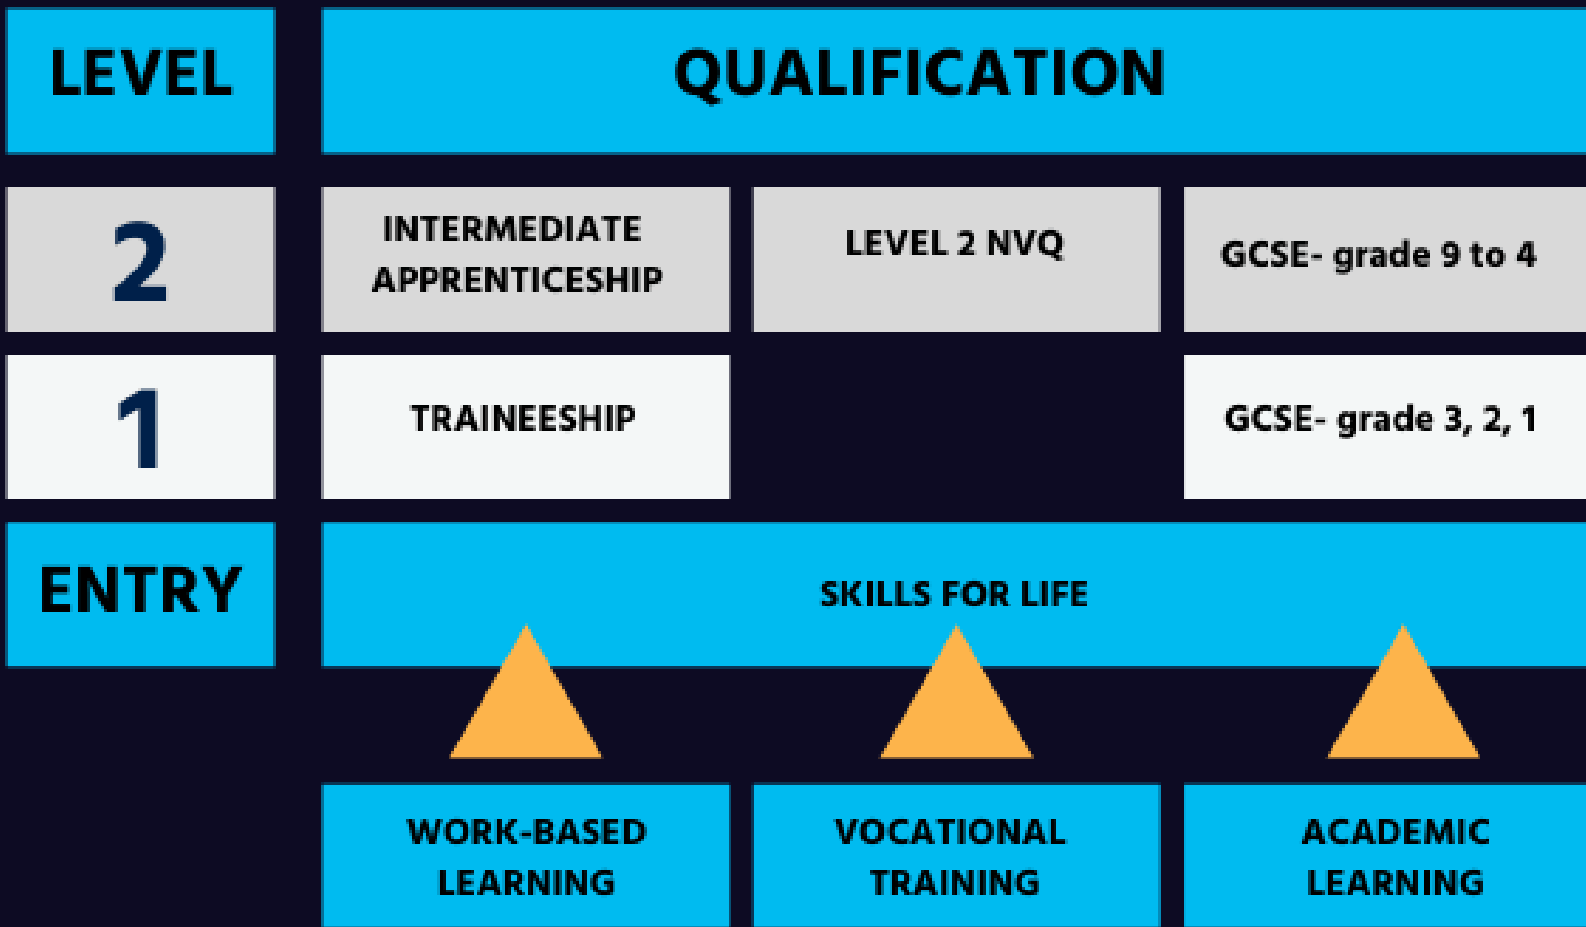 LEVEL
QUALIFICATION
2
INTERMEDIATE
APPRENTICESHIP
LEVEL 2 NVQ
GCSE- grade 9 to 4
1
TRAINEESHIP
GCSE- grade 3, 2, 1
ENTRY
SKILLS FOR LIFE
WORK-BASED
LEARNING
VOCATIONAL
TRAINING
ACADEMIC
LEARNING